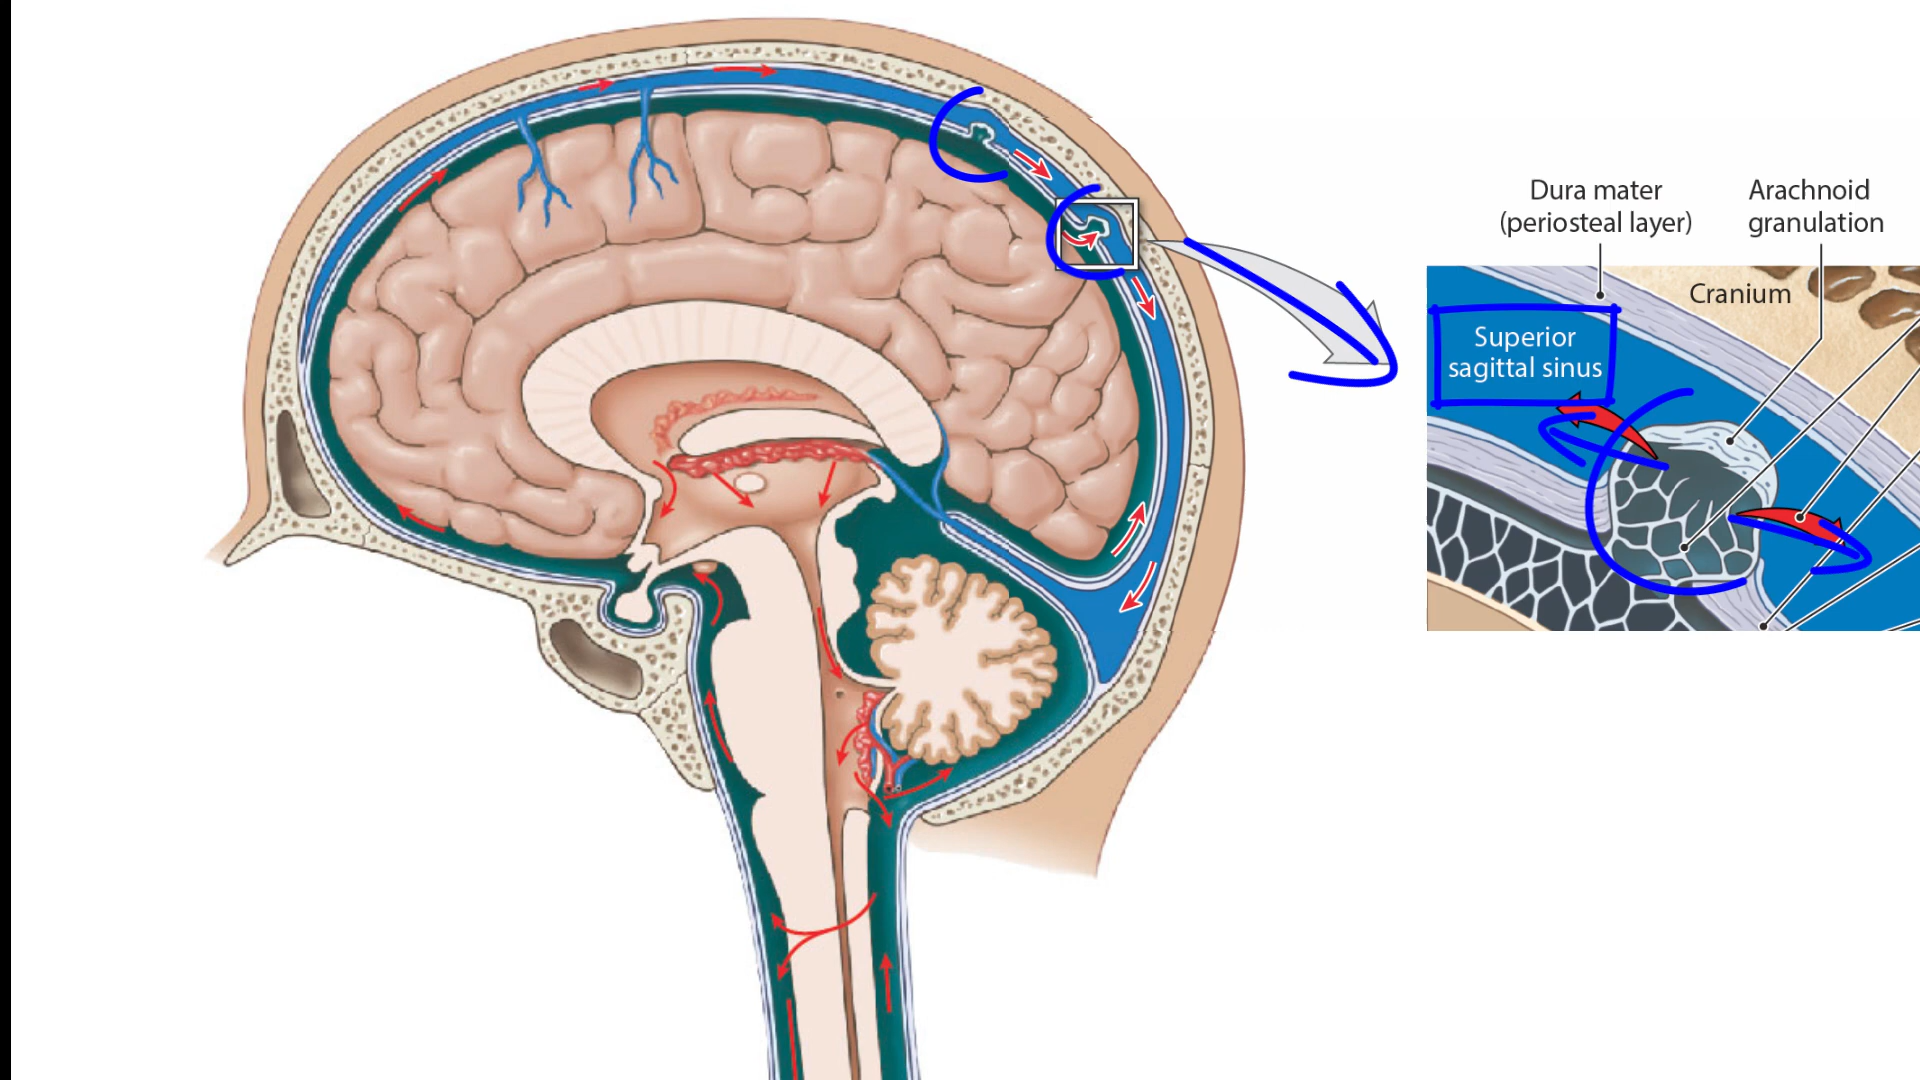 Dura mater
(periosteal layer)
Arachnoid
granulation
Cranium
Superior
sagittal sinus